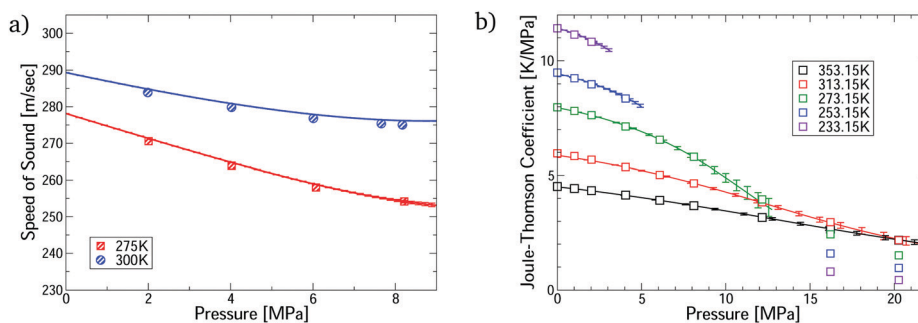 a)
Speed of Sound [m/sec]
290
280
270
260
250
240
230
0 2 4 6 8
Pressure [MPa]
275K
300K
b)
Joule-Thomson Coefficient [K/MPa]
10
5
0
0 5 10 15 20
Pressure [MPa]
353.15K
313.15K
273.15K
253.15K
233.15K